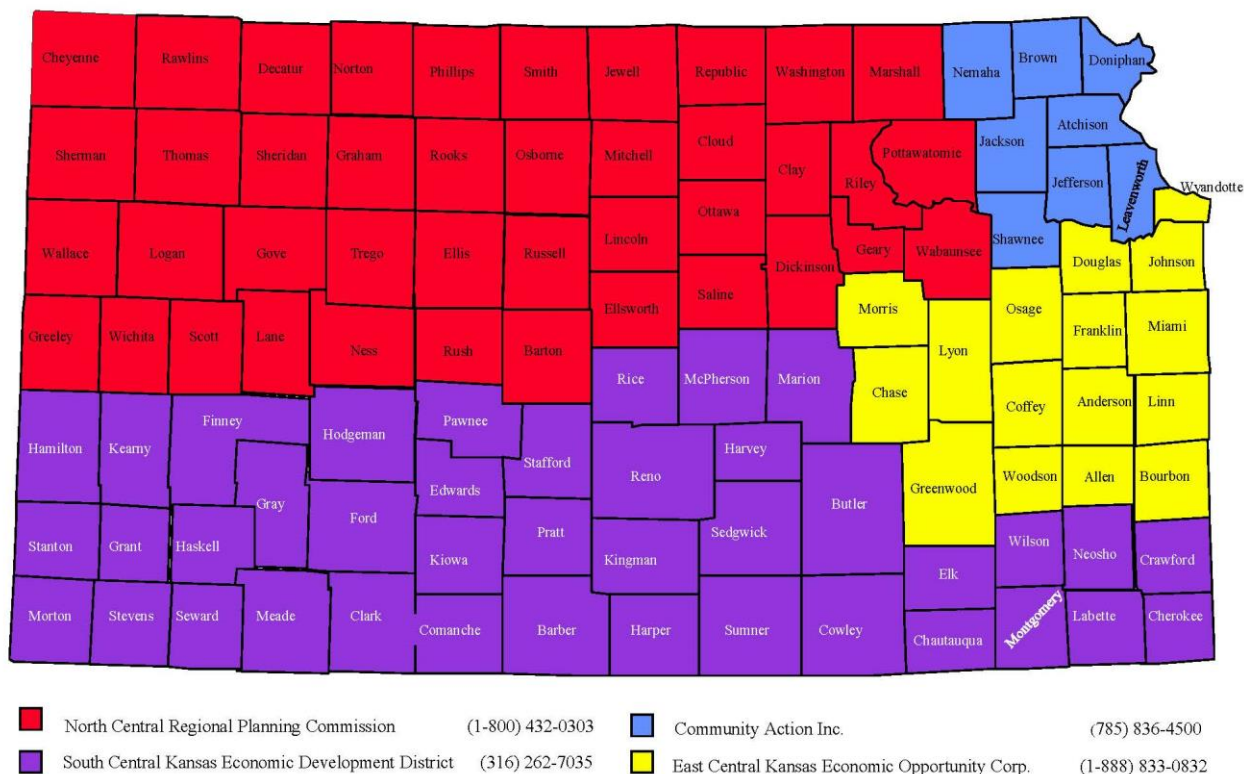 Cheyenne Rawlins Decatur Norton Phillips Smith Jewell Republic Washington Marshall Nemaha Brown Doniphan
Sherman Thomas Sheridan Graham Rooks Osborne Mitchell Cloud Clay Riley Pottawatomie Jackson Atchison
Jefferson Leavenworth Wyandotte
Wallace Logan Gove Trego Ellis Russell Lincoln Ottawa Dickinson Geary Wabaunsee Shawnee Douglas Johnson
Greeley Wichita Scott Lane Ness Rush Barton Ellsworth Saline Morris Lyon Osage Franklin Miami
Hamilton Kearny Finney Hodgeman Pawnee Stafford Rice McPherson Marion Chase Coffey Anderson Linn
Gray Edwards Reno Harvey Butler Greenwood Woodson Allen Bourbon
Stanton Grant Haskell Ford Kiowa Pratt Kingman Sedgwick Elk Wilson Neosho Crawford
Morton Stevens Seward Meade Clark Comanche Barber Harper Sumner Cowley Chautauqua Montgomery Labette Cherokee
North Central Regional Planning Commission (1-800) 432-0303 Community Action Inc. (785) 836-4500
South Central Kansas Economic Development District (316) 262-7035 East Central Kansas Economic Opportunity Corp. (1-888) 833-0832